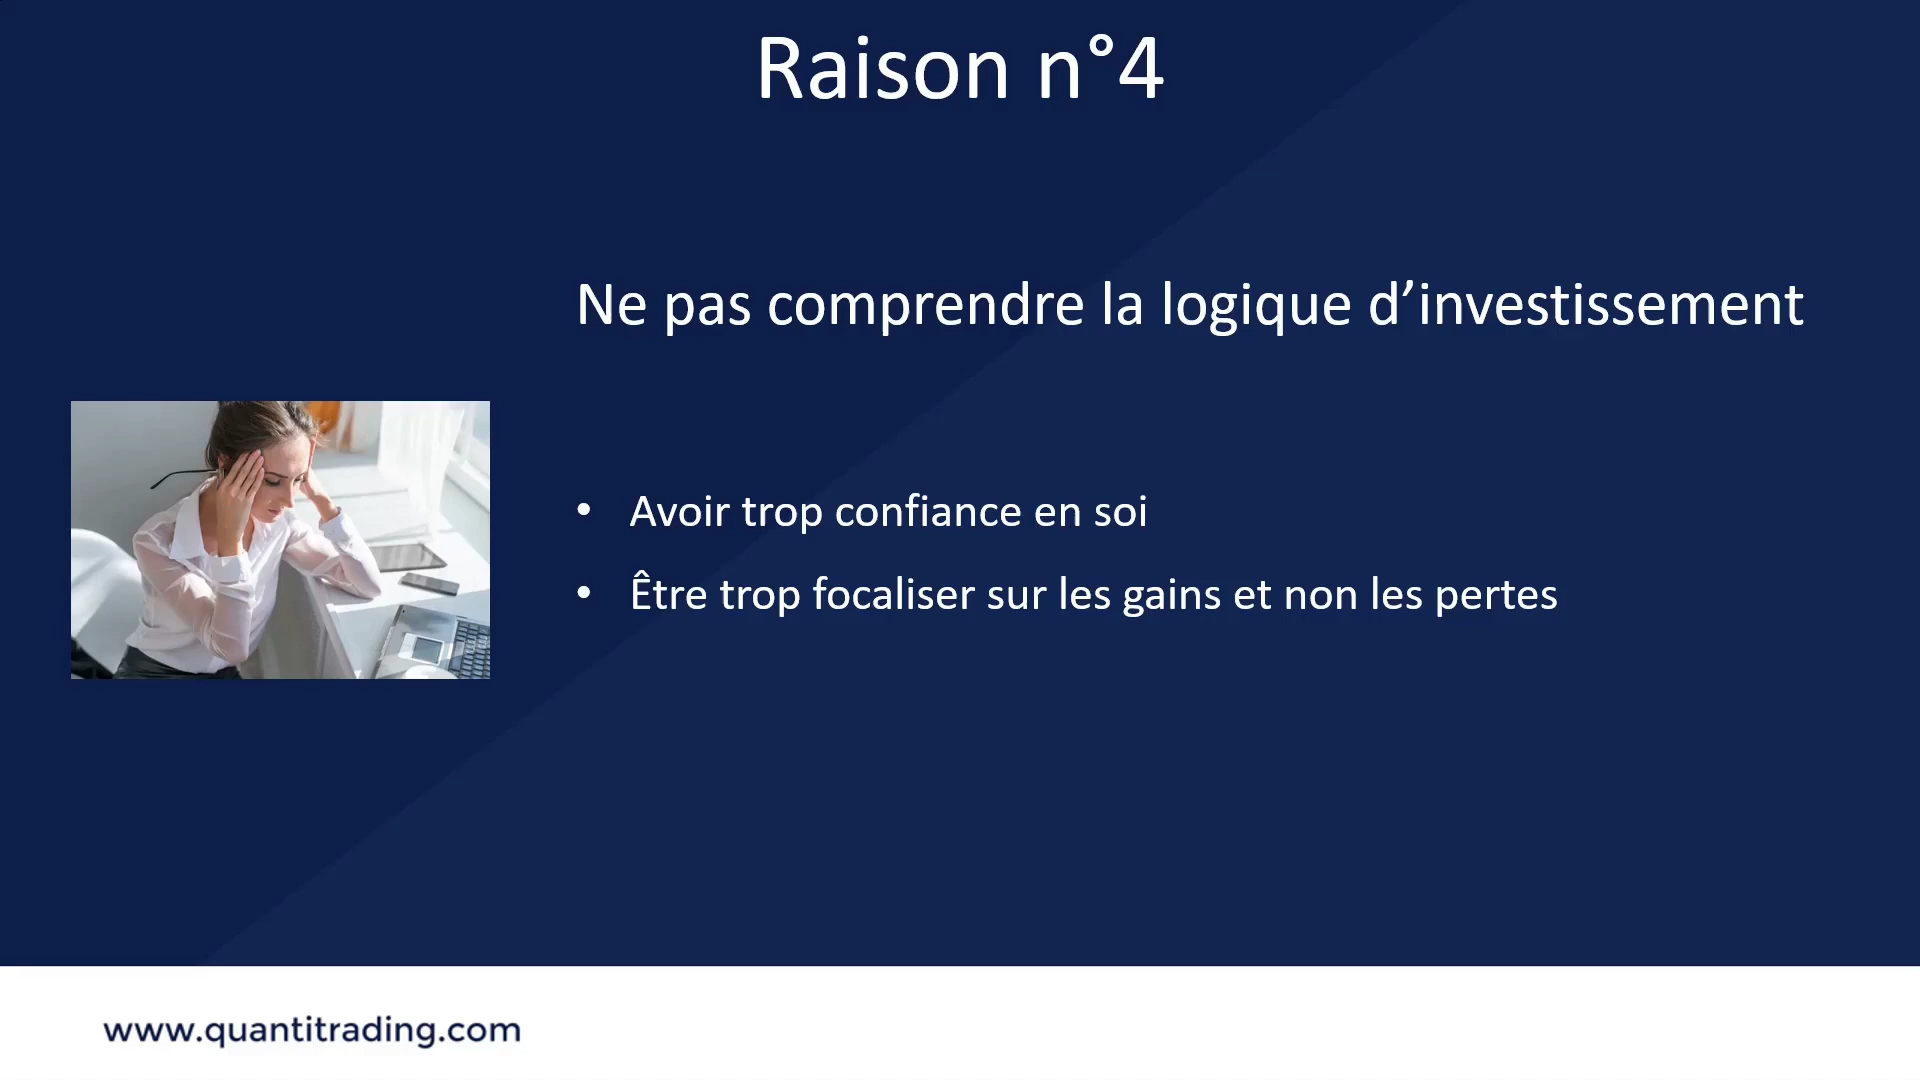 Raison n°4
Ne pas comprendre la logique d’investissement
• Avoir trop confiance en soi
• Être trop focaliser sur les gains et non les pertes
www.quantitrading.com